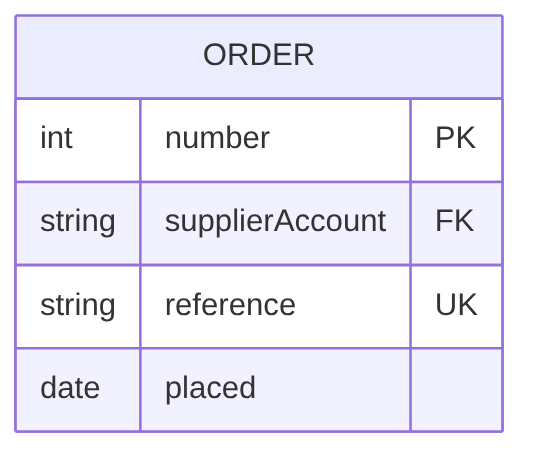 ORDER
int number PK
string supplierAccount FK
string reference UK
date placed